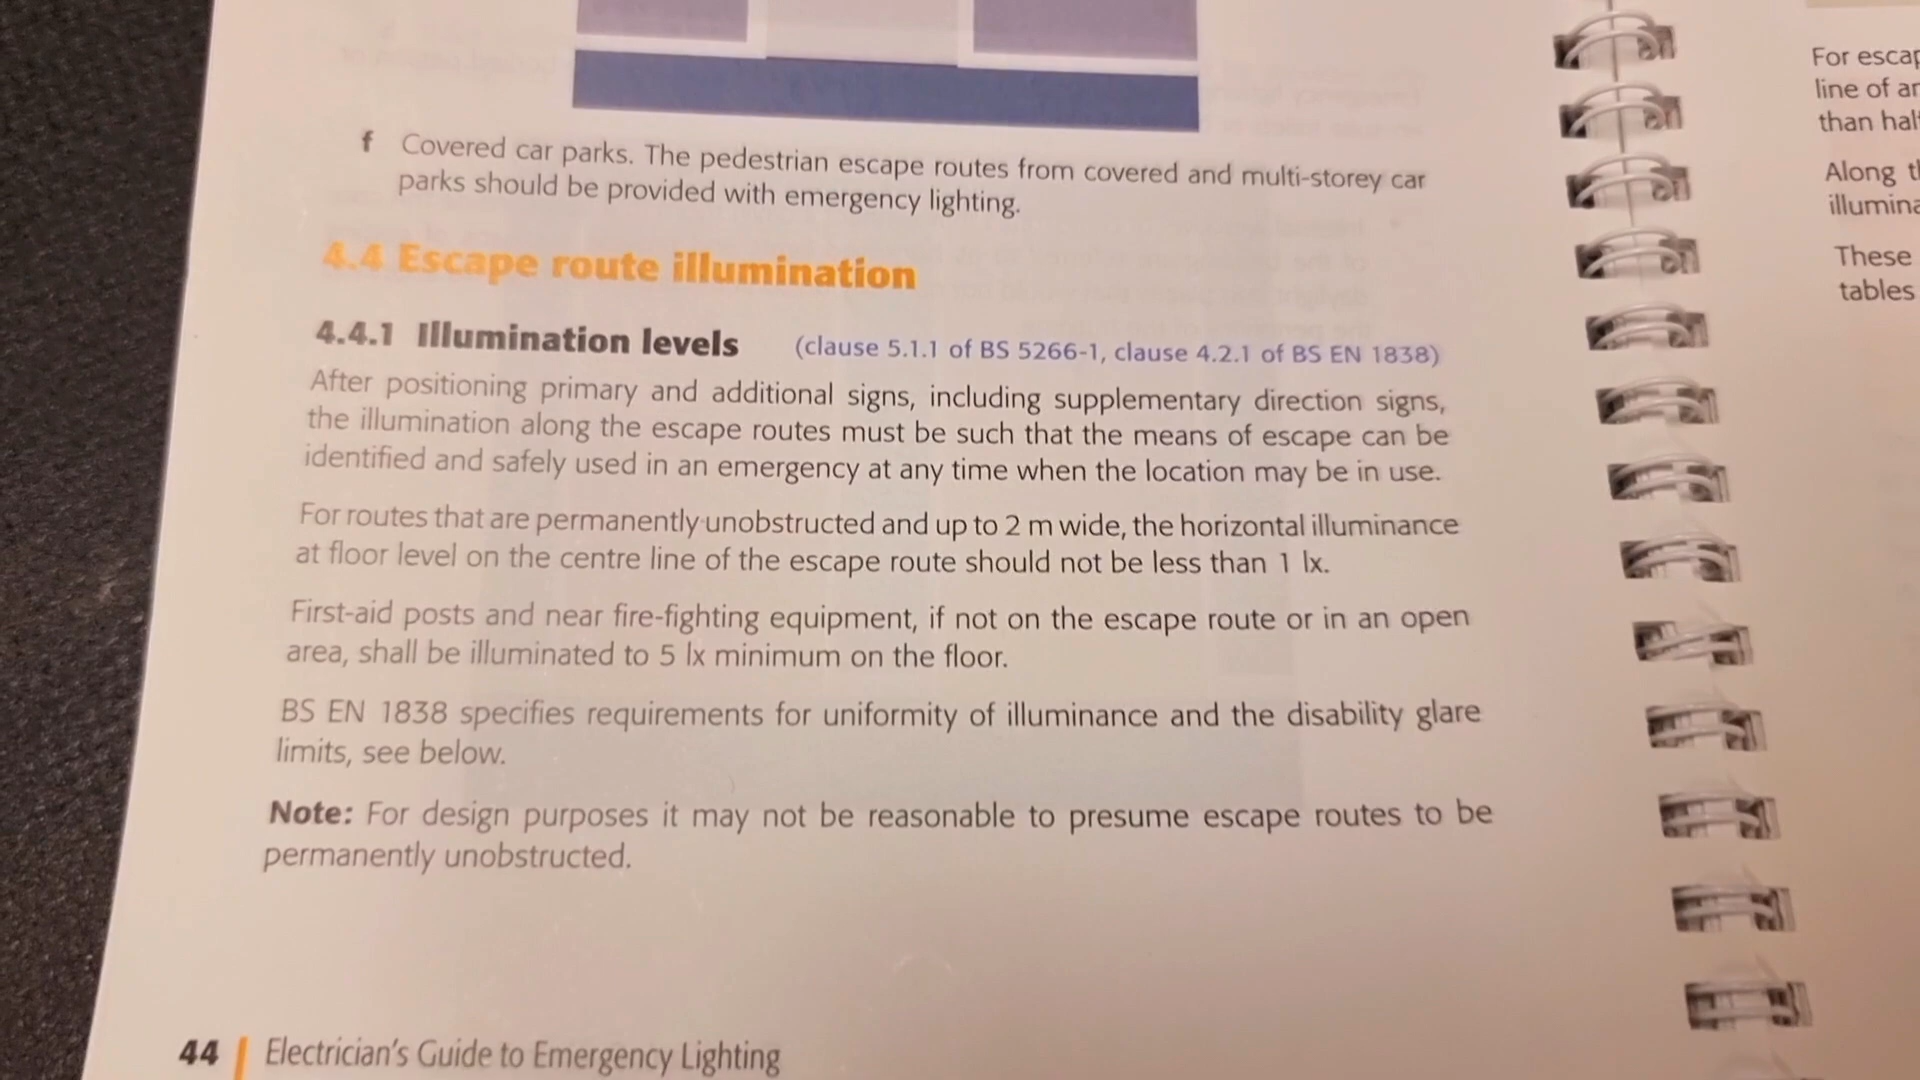 f Covered car parks. The pedestrian escape routes from covered and multi-storey car
parks should be provided with emergency lighting.
4.4 Escape route illumination
4.4.1 Illumination levels (clause 5.1.1 of BS 5266-1, clause 4.2.1 of BS EN 1838)
After positioning primary and additional signs, including supplementary direction signs,
the illumination along the escape routes must be such that the means of escape can be
identified and safely used in an emergency at any time when the location may be in use.
For routes that are permanently unobstructed and up to 2 m wide, the horizontal illuminance
at floor level on the centre line of the escape route should not be less than 1 lx.
First-aid posts and near fire-fighting equipment, if not on the escape route or in an open
area, shall be illuminated to 5 lx minimum on the floor.
BS EN 1838 specifies requirements for uniformity of illuminance and the disability glare
limits, see below.
Note: For design purposes it may not be reasonable to presume escape routes to be
permanently unobstructed.
44 | Electrician's Guide to Emergency Lighting
For
line of
than
Along
These
tables